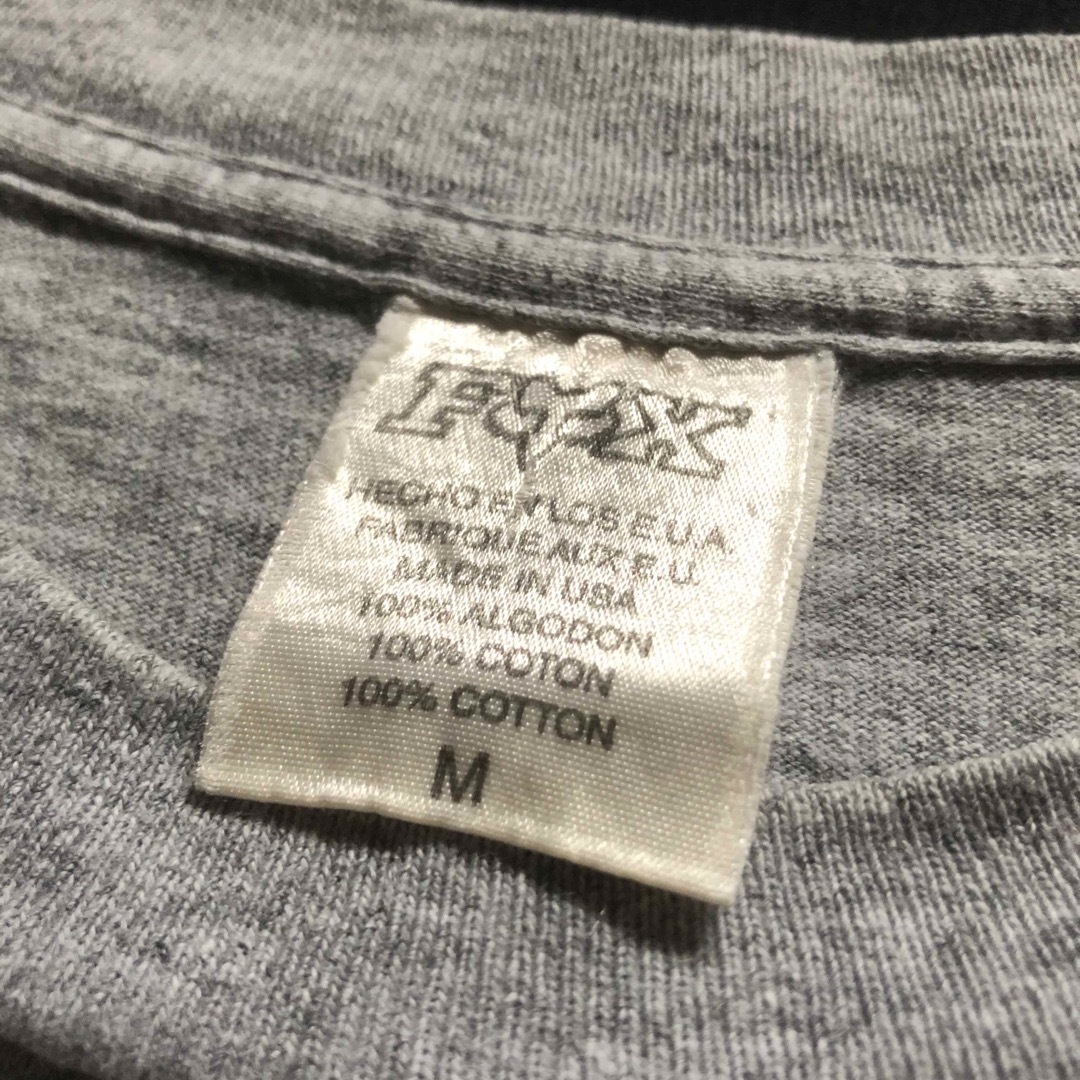 FOX
HECHO EN LOS E.U.A.
FABRIQUE AUX E.U.
MADE IN USA
100% ALGODON
100% COTON
100% COTTON
M